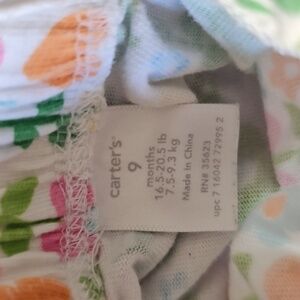 carter's®
9
months
16.5-20.5 lb
7.5-9.3 kg
Made in China
RN# 35623
upc 7 16042 72995 2